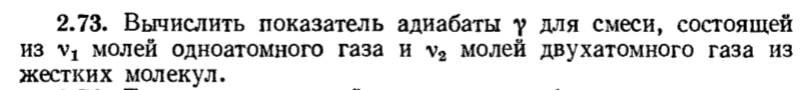 2.73. Вычислить показатель адиабаты γ для смеси, состоящей
из ν₁ молей одноатомного газа и ν₂ молей двухатомного газа из
жестких молекул.